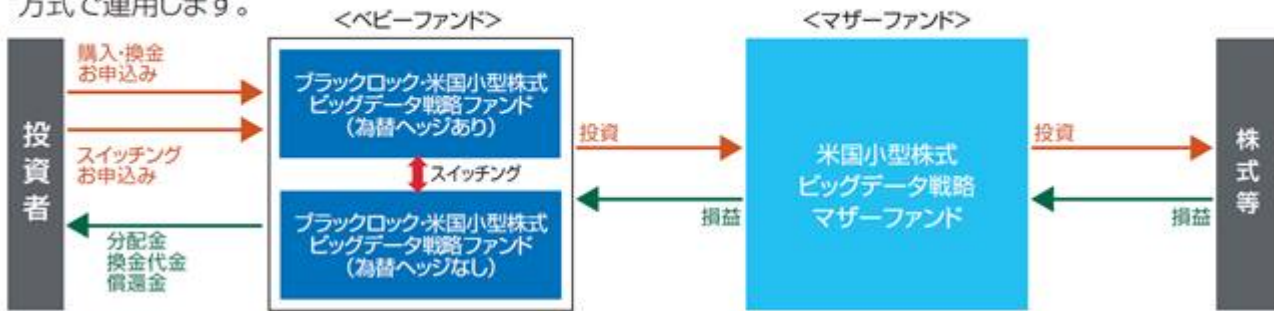 方式で運用します。
<ベビーファンド>
<マザーファンド>
投資者
購入・換金
お申込み
スイッチング
お申込み
分配金
換金代金
償還金
ブラックロック・米国小型株式
ビッグデータ戦略ファンド
(為替ヘッジあり)
スイッチング
ブラックロック・米国小型株式
ビッグデータ戦略ファンド
(為替ヘッジなし)
投資
損益
米国小型株式
ビッグデータ戦略
マザーファンド
投資
損益
株式等